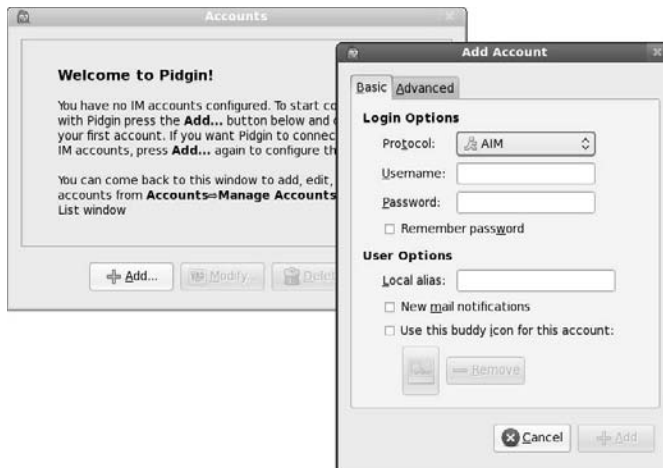 Accounts
Welcome to Pidgin!
You have no IM accounts configured. To start co
with Pidgin press the Add... button below and
your first account. If you want Pidgin to connec
IM accounts, press Add... again to configure th
You can come back to this window to add, edit,
accounts from Accounts⇨Manage Accounts
List window
Add...
Modify...
Delet
Add Account
Basic
Advanced
Login Options
Protocol:
AIM
Username:
Password:
Remember password
User Options
Local alias:
New mail notifications
Use this buddy icon for this account:
Remove
Cancel
Add